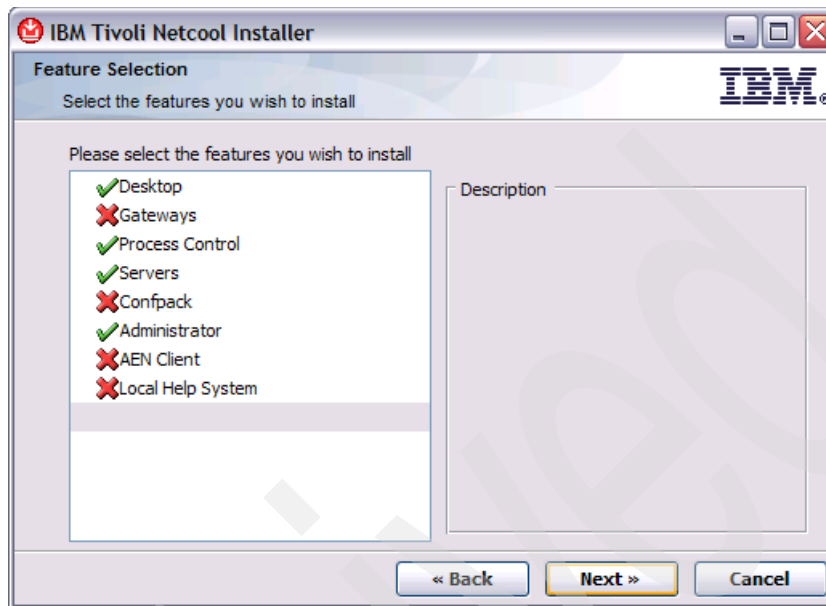 IBM Tivoli Netcool Installer
Feature Selection
Select the features you wish to install
IBM®
Please select the features you wish to install
Desktop
Gateways
Process Control
Servers
Confpack
Administrator
AEN Client
Local Help System
Description
« Back
Next »
Cancel